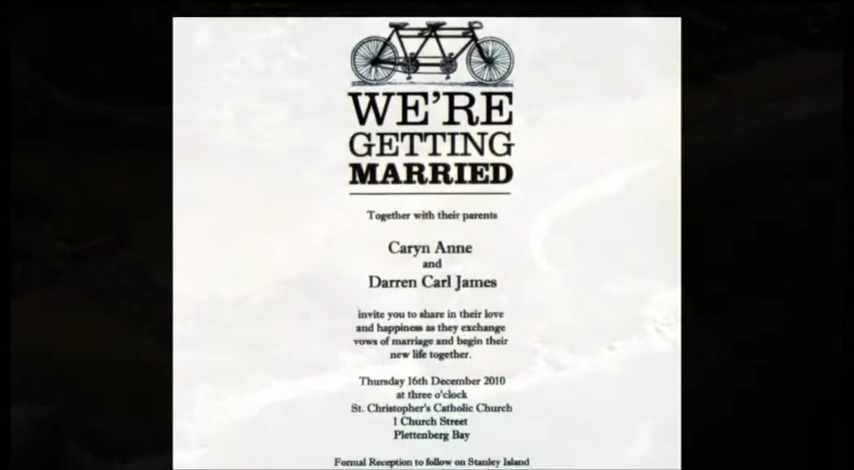 WE'RE
GETTING
MARRIED
Together with their parents
Caryn Anne
and
Darren Carl James
invite you to share in their love
and happiness as they exchange
vows of marriage and begin their
new life together.
Thursday 16th December 2010
at three o'clock
St. Christopher's Catholic Church
1 Church Street
Plettenberg Bay
Formal Reception to follow on Stanley Island